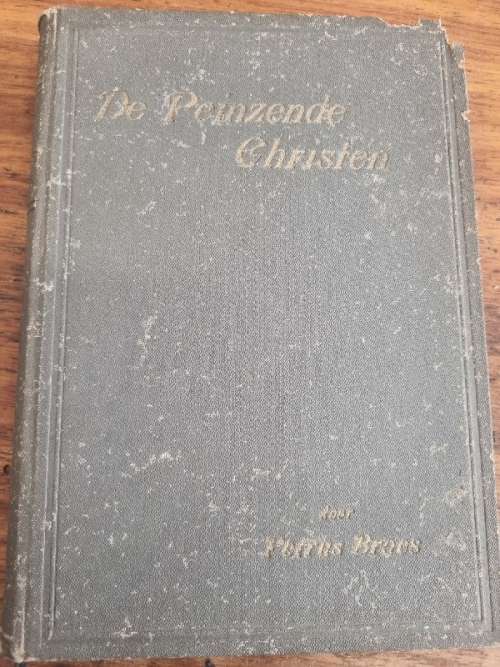 De Peinzende
Christen
door
Petrus Broes